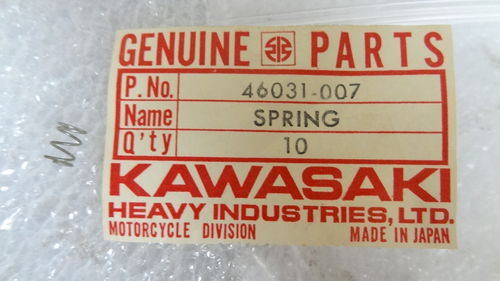 GENUINE PARTS
P. No. 46031-007
Name SPRING
Q'ty 10
KAWASAKI
HEAVY INDUSTRIES, LTD.
MOTORCYCLE DIVISION MADE IN JAPAN